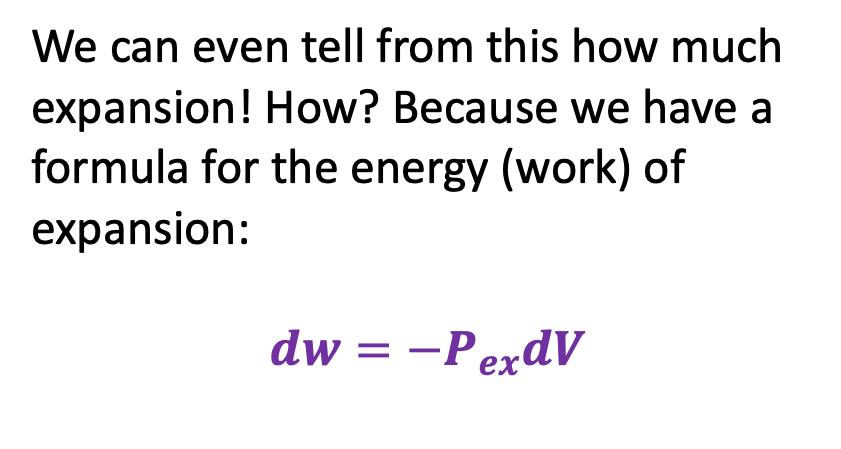 We can even tell from this how much
expansion! How? Because we have a
formula for the energy (work) of
expansion:
dw = −P_ex dV